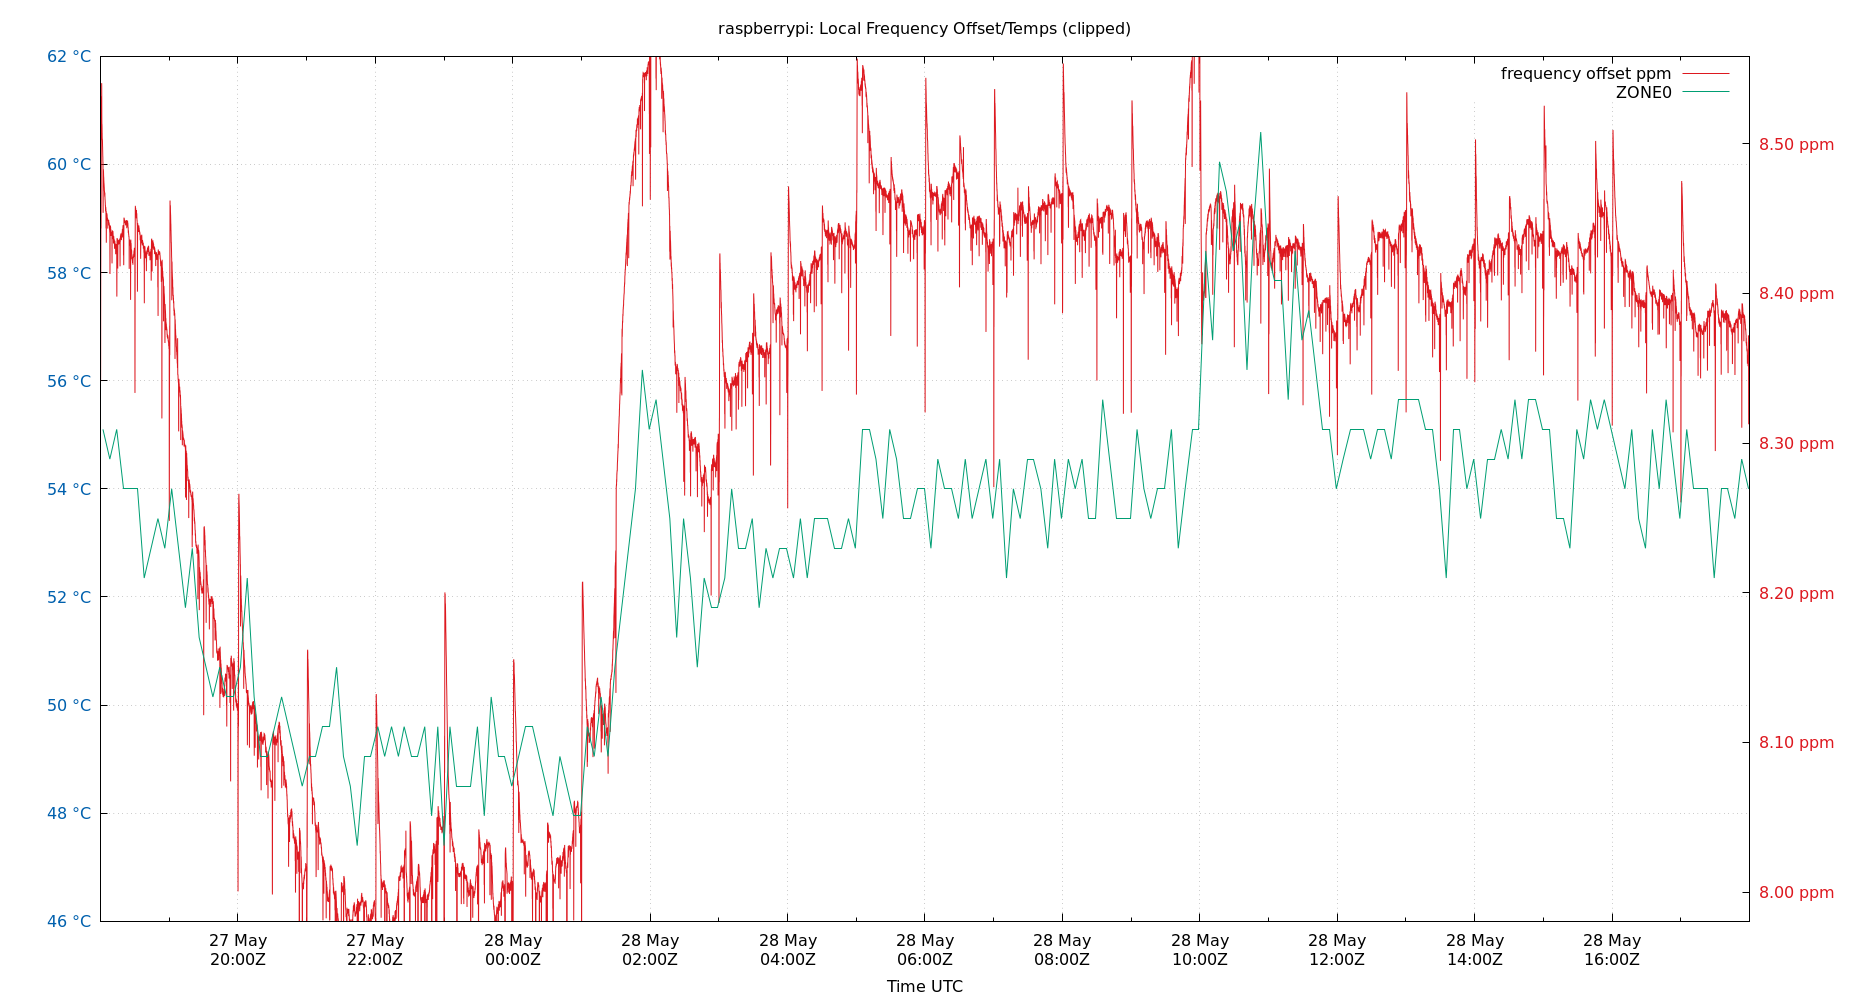 raspberrypi: Local Frequency Offset/Temps (clipped)
62 °C
60 °C
58 °C
56 °C
54 °C
52 °C
50 °C
48 °C
46 °C
frequency offset ppm
ZONE0
8.50 ppm
8.40 ppm
8.30 ppm
8.20 ppm
8.10 ppm
8.00 ppm
27 May
20:00Z
27 May
22:00Z
28 May
00:00Z
28 May
02:00Z
28 May
04:00Z
28 May
06:00Z
28 May
08:00Z
28 May
10:00Z
28 May
12:00Z
28 May
14:00Z
28 May
16:00Z
Time UTC